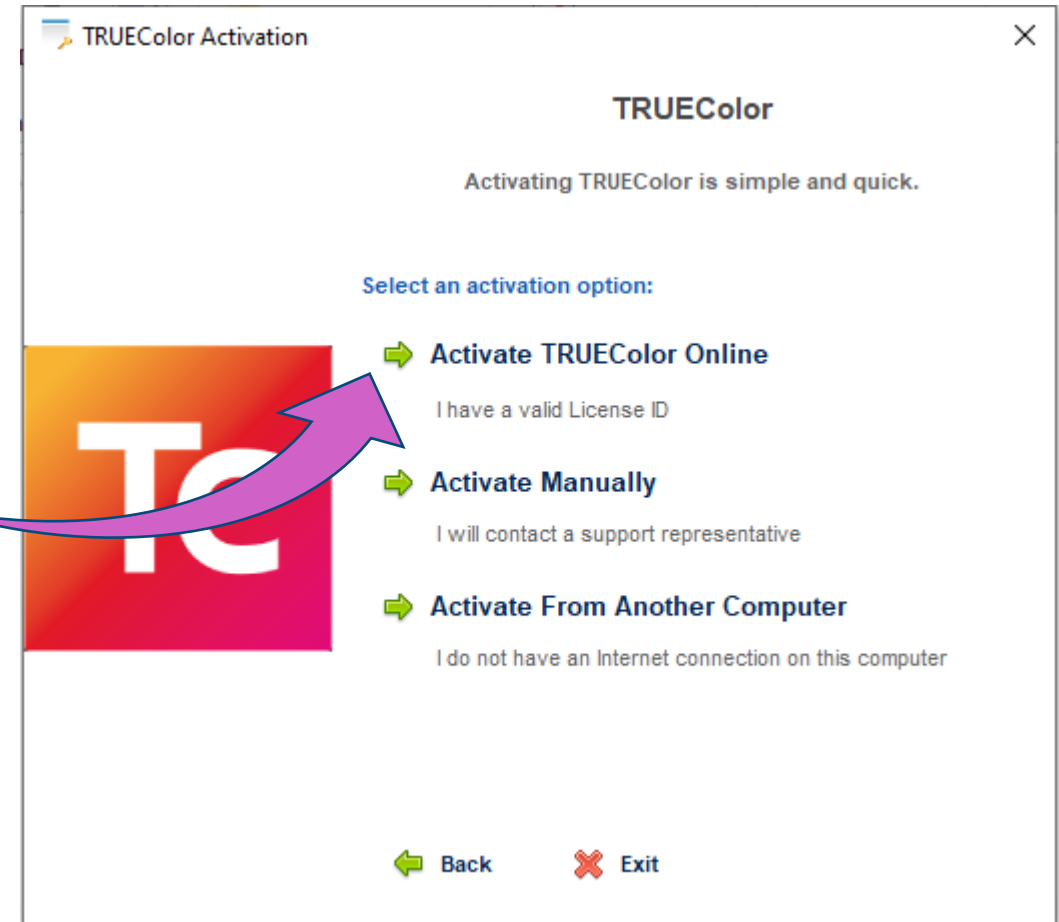 TRUEColor Activation
TRUEColor
Activating TRUEColor is simple and quick.
Select an activation option:
Activate TRUEColor Online
I have a valid License ID
Tc
Activate Manually
I will contact a support representative
Activate From Another Computer
I do not have an Internet connection on this computer
Back
Exit